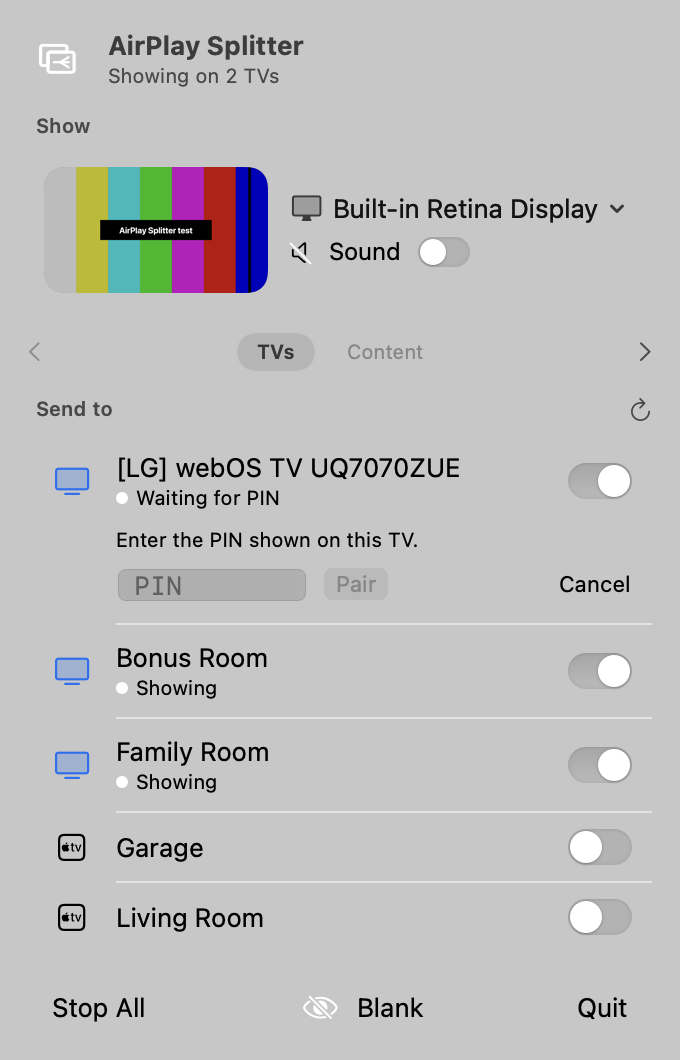 AirPlay Splitter
Showing on 2 TVs
Show
AirPlay Splitter test
Built-in Retina Display
Sound
TVs
Content
Send to
[LG] webOS TV UQ7070ZUE
Waiting for PIN
Enter the PIN shown on this TV.
PIN
Pair
Cancel
Bonus Room
Showing
Family Room
Showing
tv
Garage
tv
Living Room
Stop All
Blank
Quit